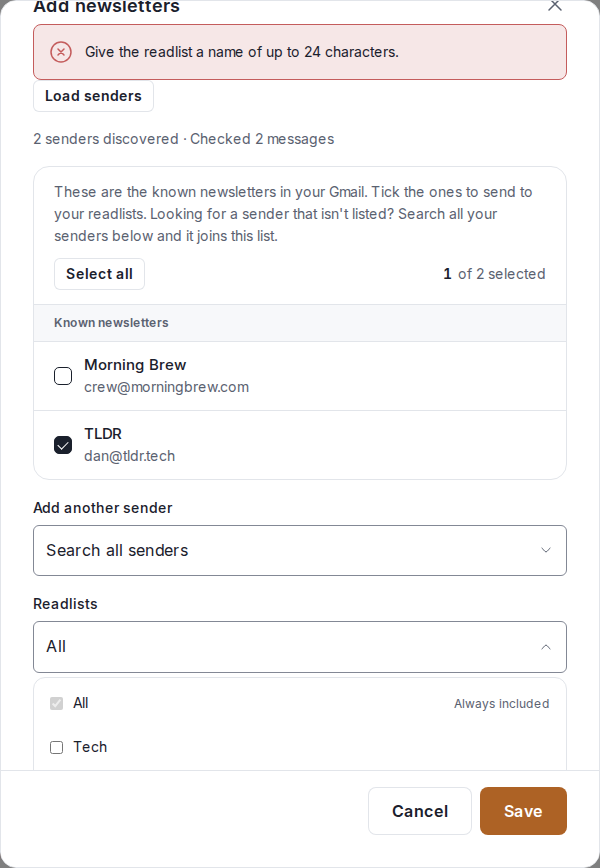 Add newsletters
Give the readlist a name of up to 24 characters.
Load senders
2 senders discovered · Checked 2 messages
These are the known newsletters in your Gmail. Tick the ones to send to
your readlists. Looking for a sender that isn't listed? Search all your
senders below and it joins this list.
Select all
1 of 2 selected
Known newsletters
Morning Brew
crew@morningbrew.com
TLDR
dan@tldr.tech
Add another sender
Search all senders
Readlists
All
All
Always included
Tech
Cancel
Save